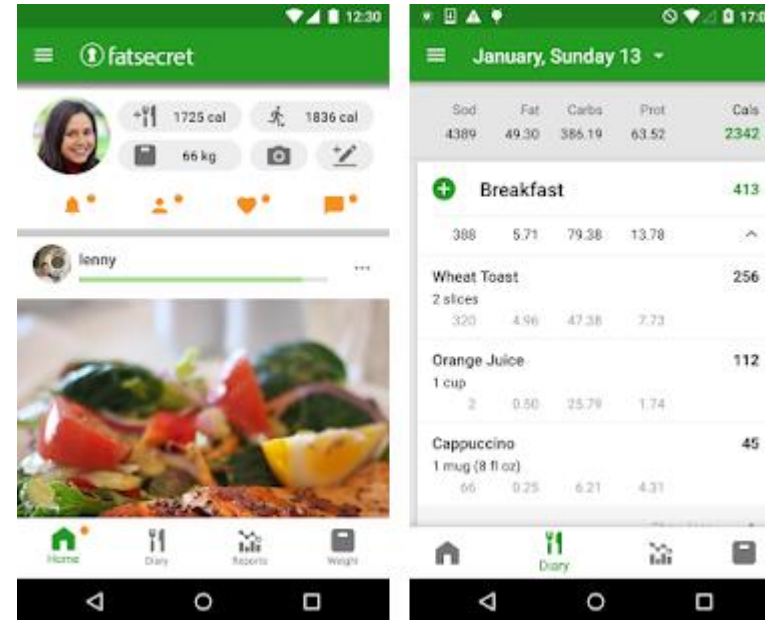 12:30
fatsecret
1725 cal
1836 cal
66 kg
lenny
Home
Diary
Reports
Weight
17:0
January, Sunday 13
Sod Fat Carbs Prot Cals
4389 49.30 386.19 63.52 2342
Breakfast 413
388 5.71 79.38 13.78
Wheat Toast 256
2 slices
320 4.96 47.38 7.73
Orange Juice 112
1 cup
2 0.50 25.79 1.74
Cappuccino 45
1 mug (8 fl oz)
66 0.25 6.21 4.31
Diary